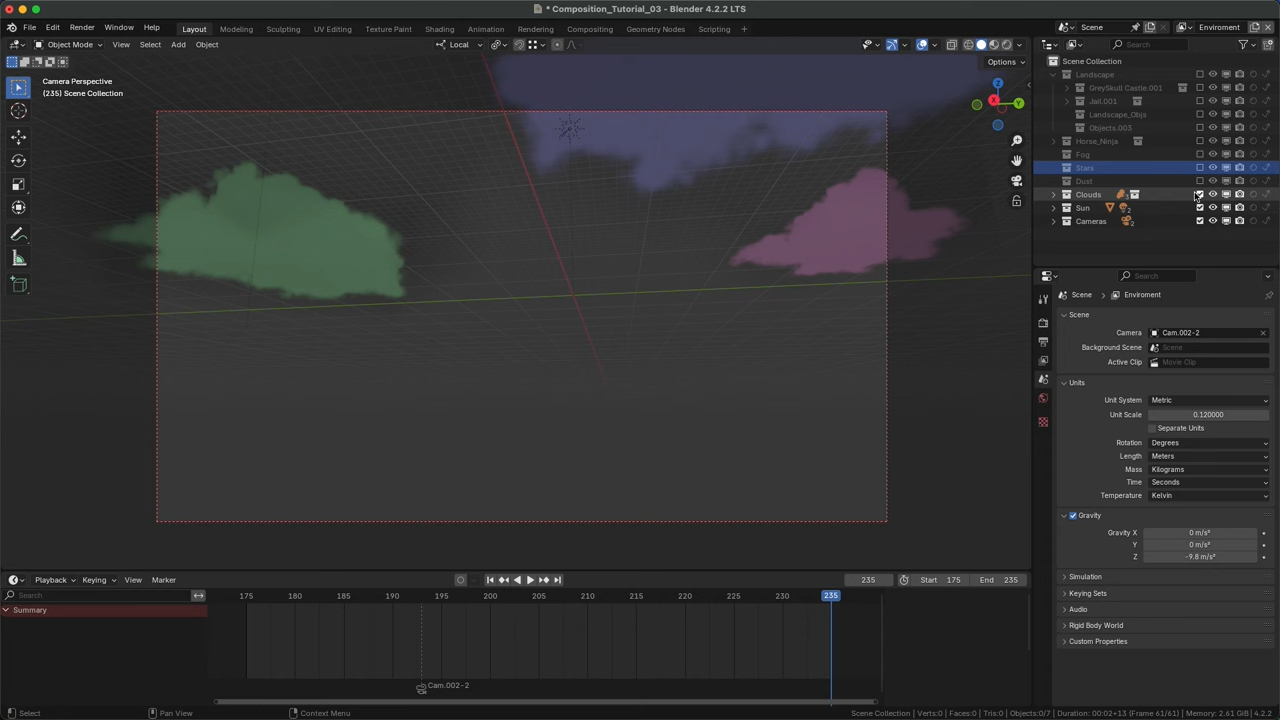 * Composition_Tutorial_03 - Blender 4.2.2 LTS
File Edit Render Window Help Layout Modeling Sculpting UV Editing Texture Paint Shading Animation Rendering Compositing Geometry Nodes Scripting Scene Enviroment
Object Mode View Select Add Object Local Search
Options
Camera Perspective
(235) Scene Collection
Scene Collection
Landscape
GreySkull Castle.001
Jail.001
Landscape_Objs
Objects.003
Horse_Ninja
Fog
Stars
Dust
Clouds 3
Sun 2
Cameras 2
Search
Scene Enviroment
Scene
Camera Cam.002-2
Background Scene Scene
Active Clip Movie Clip
Units
Unit System Metric
Unit Scale 0.120000
Separate Units
Rotation Degrees
Length Meters
Mass Kilograms
Time Seconds
Temperature Kelvin
Gravity
Gravity X 0 m/s²
Y 0 m/s²
Z -9.8 m/s²
Simulation
Keying Sets
Audio
Rigid Body World
Custom Properties
Z
Y
X
Playback Keying View Marker 235 Start 175 End 235
Search 175 180 185 190 195 200 205 210 215 220 225 230 235
Summary
Cam.002-2
Select Pan View Context Menu Scene Collection | Verts:0 | Faces:0 | Tris:0 | Objects:0/7 | Duration: 00:02+13 (Frame 61/61) | Memory: 2.61 GiB | 4.2.2